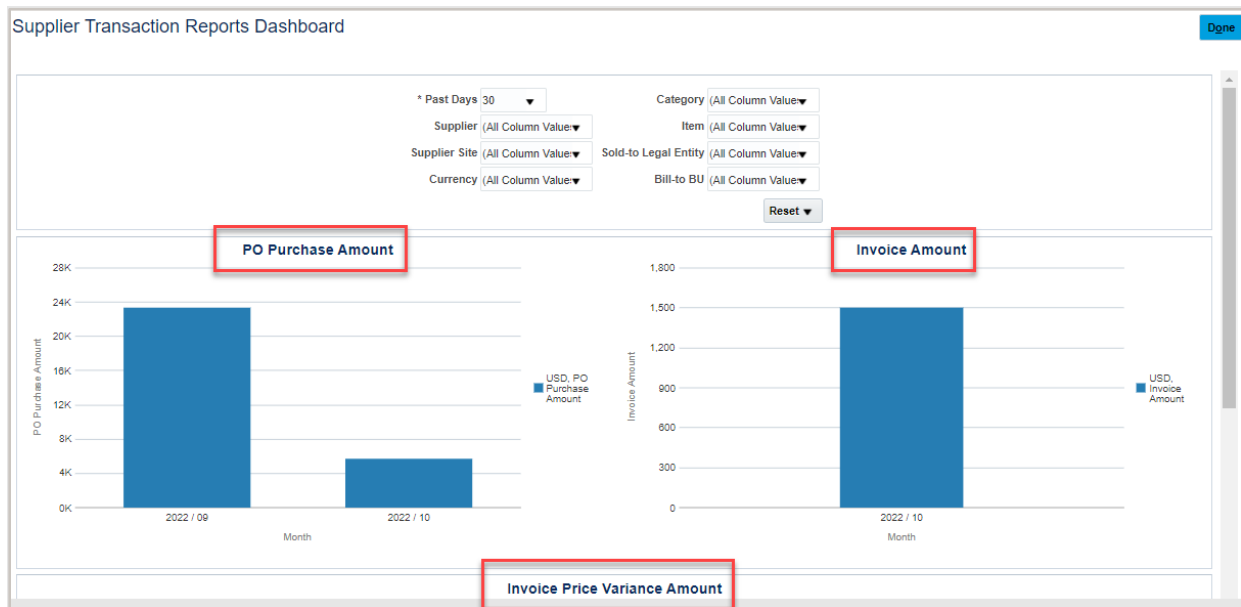 Supplier Transaction Reports Dashboard
Done
* Past Days 30
Category (All Column Value:
Supplier (All Column Value:
Item (All Column Value:
Supplier Site (All Column Value:
Sold-to Legal Entity (All Column Value:
Currency (All Column Value:
Bill-to BU (All Column Value:
Reset
PO Purchase Amount
28K
24K
20K
16K
12K
8K
4K
0K
PO Purchase Amount
2022 / 09
2022 / 10
Month
USD, PO
Purchase
Amount
Invoice Amount
1,800
1,500
1,200
900
600
300
0
Invoice Amount
2022 / 10
Month
USD,
Invoice
Amount
Invoice Price Variance Amount